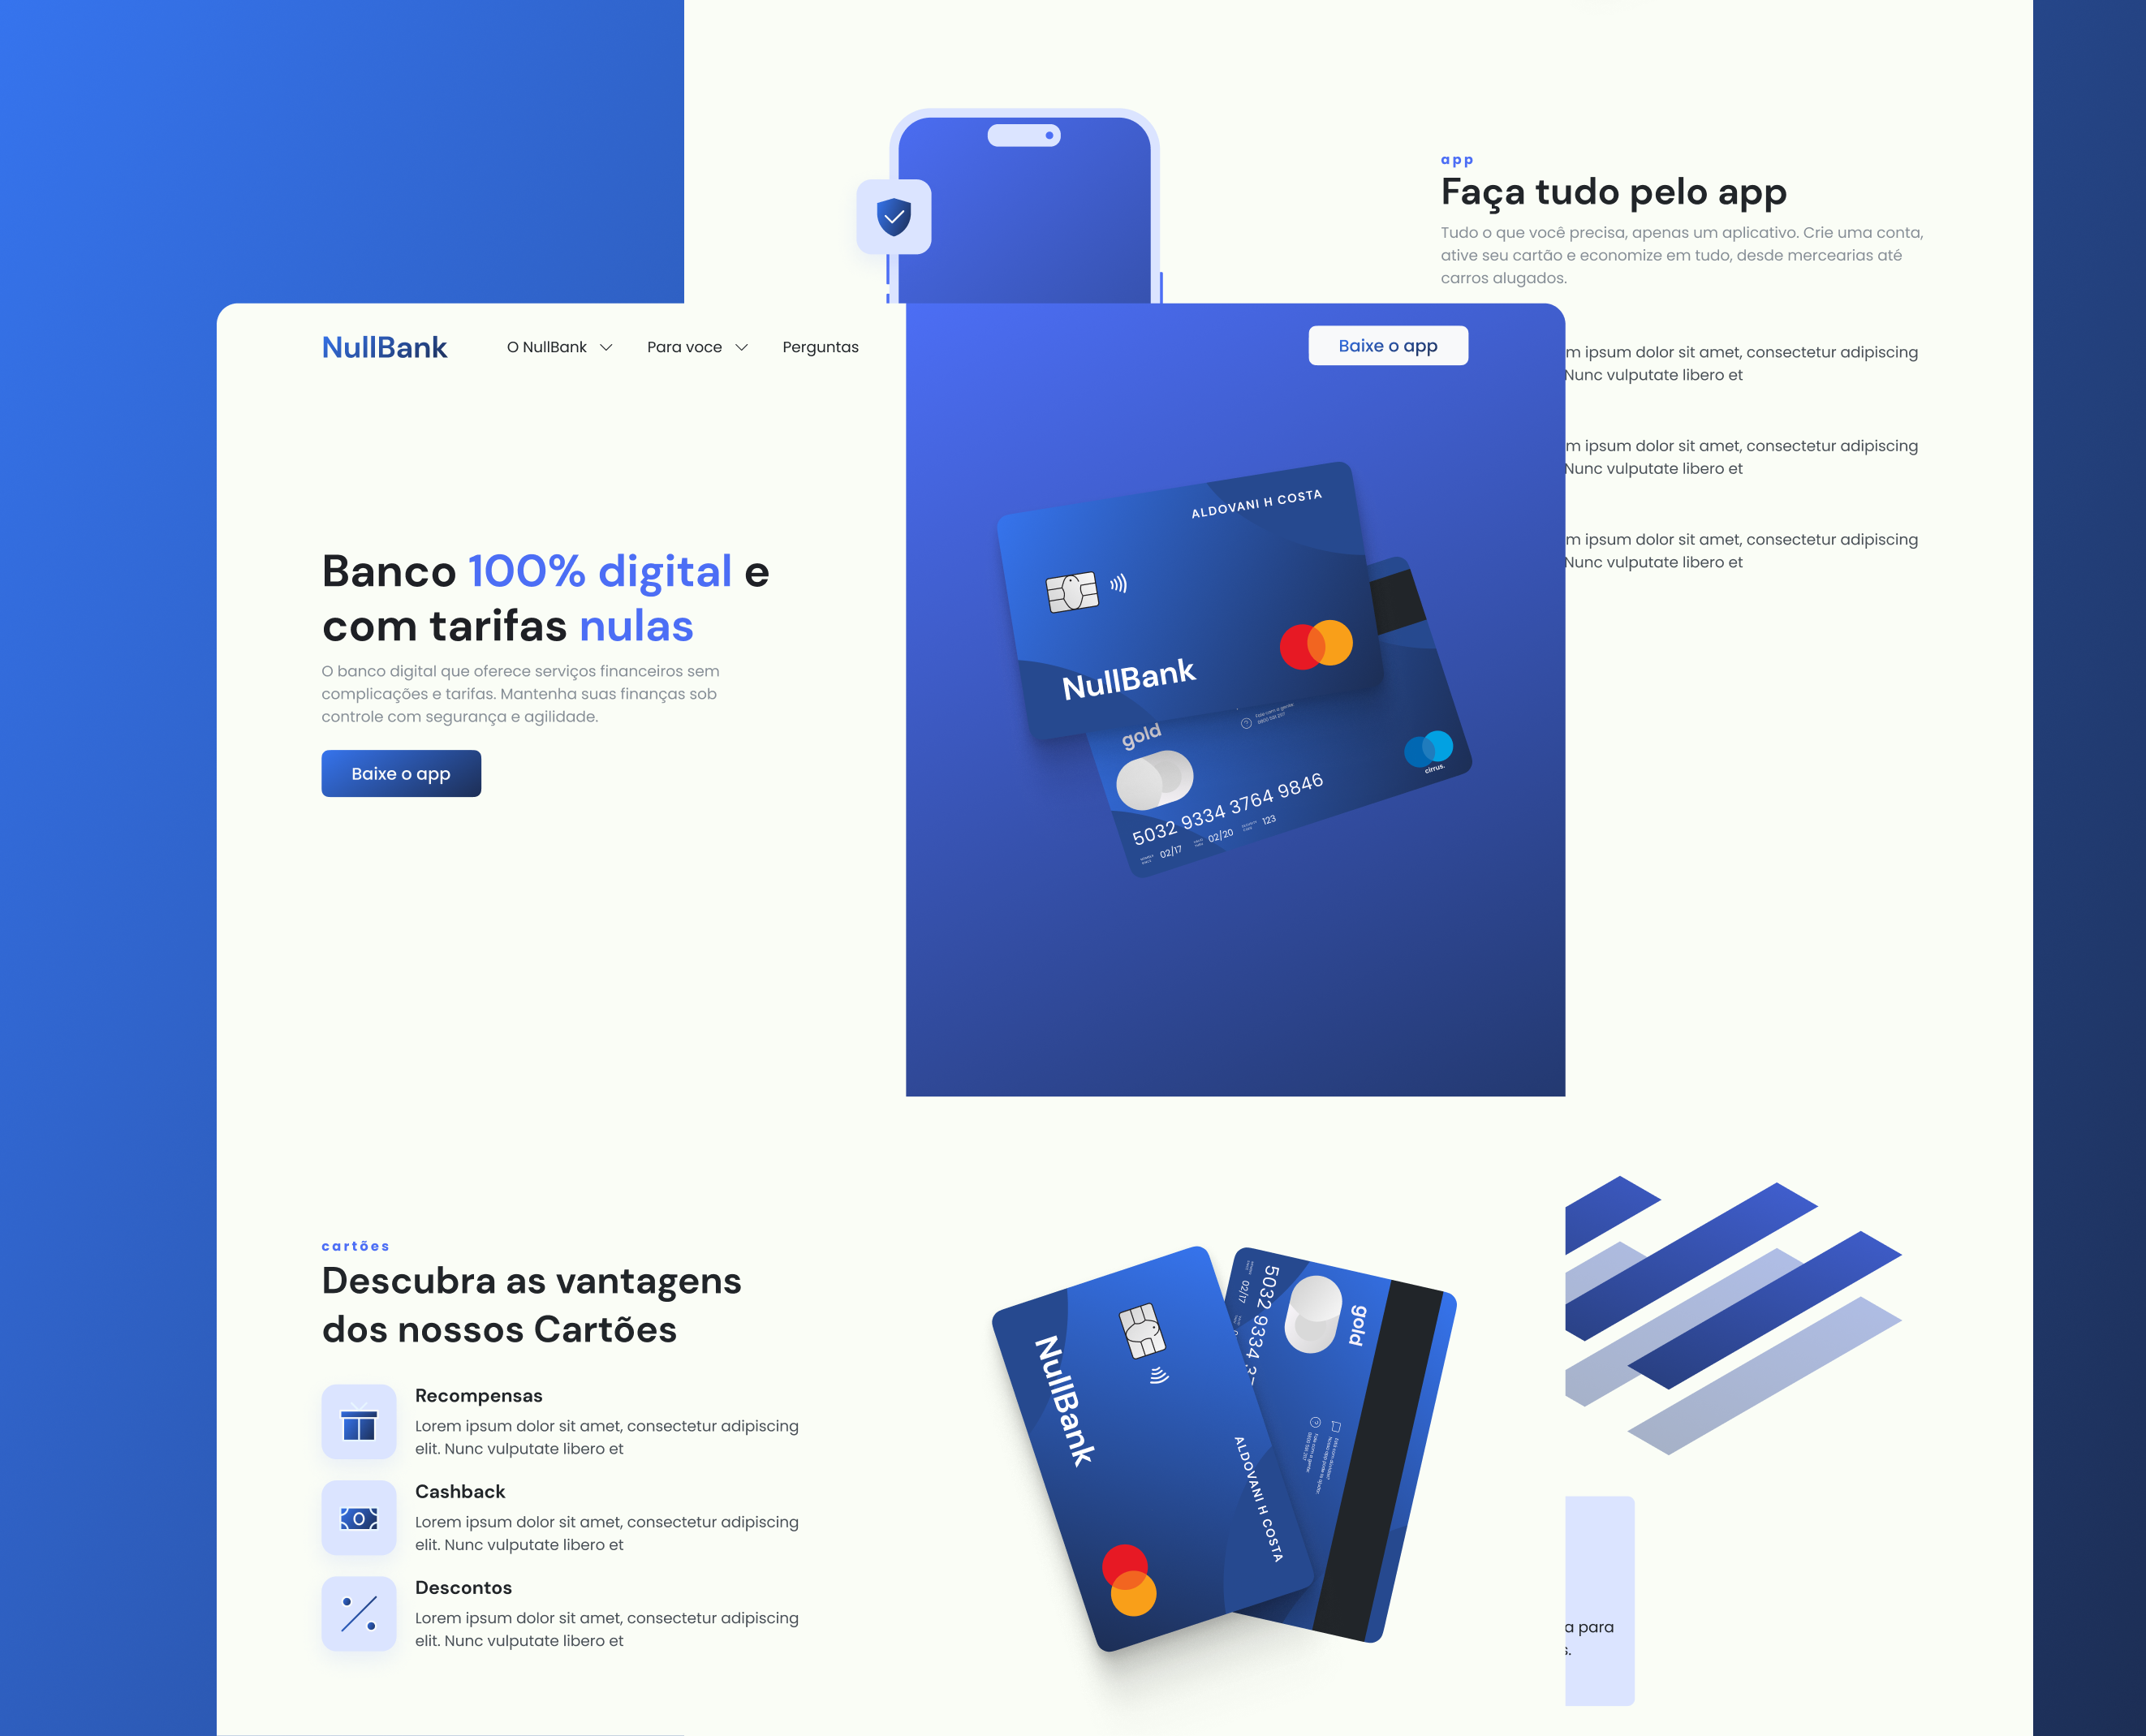 app
Faça tudo pelo app
Tudo o que você precisa, apenas um aplicativo. Crie uma conta,
ative seu cartão e economize em tudo, desde mercearias até
carros alugados.
m ipsum dolor sit amet, consectetur adipiscing
Nunc vulputate libero et
m ipsum dolor sit amet, consectetur adipiscing
Nunc vulputate libero et
m ipsum dolor sit amet, consectetur adipiscing
Nunc vulputate libero et
NullBank
O NullBank
Para voce
Perguntas
Baixe o app
Banco 100% digital e
com tarifas nulas
O banco digital que oferece serviços financeiros sem
complicações e tarifas. Mantenha suas finanças sob
controle com segurança e agilidade.
Baixe o app
ALDOVANI H COSTA
NullBank
gold
5032 9334 3764 9846
02/17 02/20 123
cirrus.
cartões
Descubra as vantagens
dos nossos Cartões
Recompensas
Lorem ipsum dolor sit amet, consectetur adipiscing
elit. Nunc vulputate libero et
Cashback
Lorem ipsum dolor sit amet, consectetur adipiscing
elit. Nunc vulputate libero et
Descontos
Lorem ipsum dolor sit amet, consectetur adipiscing
elit. Nunc vulputate libero et
NullBank
ALDOVANI H COSTA
gold
5032 9334
02/17
a para
s.